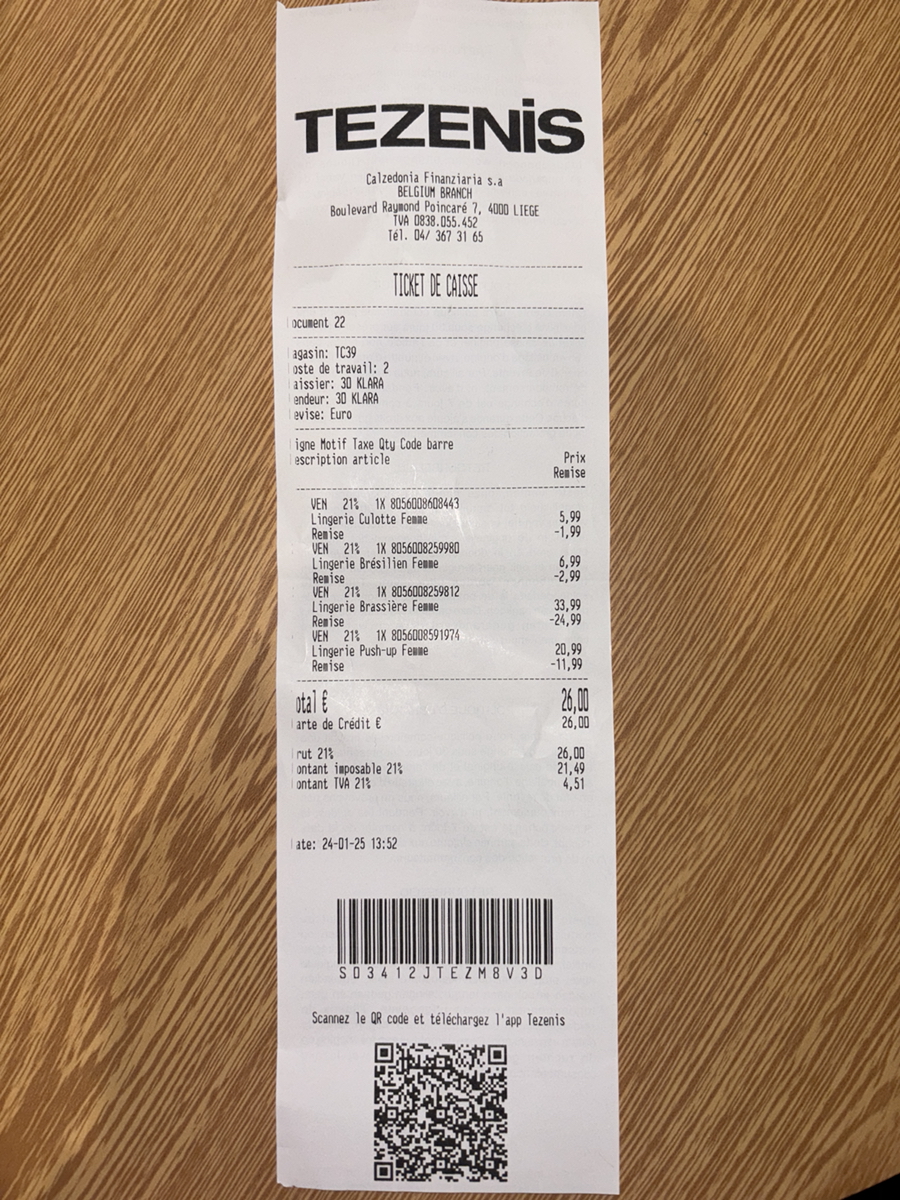 TEZENIS
Calzedonia Finanziaria s.a
BELGIUM BRANCH
Boulevard Raymond Poincaré 7, 4000 LIEGE
TVA 0838.055.452
Tél. 04/ 367 31 65
TICKET DE CAISSE
ocument 22
agasin: TC39
oste de travail: 2
aissier: 30 KLARA
endeur: 30 KLARA
evise: Euro
igne Motif Taxe Qty Code barre
escription article Prix
Remise
VEN 21% 1X 8056008608443
Lingerie Culotte Femme 5,99
Remise -1,99
VEN 21% 1X 8056008259980
Lingerie Brésilien Femme 6,99
Remise -2,99
VEN 21% 1X 8056008259812
Lingerie Brassière Femme 33,99
Remise -24,99
VEN 21% 1X 8056008591974
Lingerie Push-up Femme 20,99
Remise -11,99
otal € 26,00
arte de Crédit € 26,00
rut 21% 26,00
ontant imposable 21% 21,49
ontant TVA 21% 4,51
ate: 24-01-25 13:52
S03412JTEZM8V3D
Scannez le QR code et téléchargez l'app Tezenis